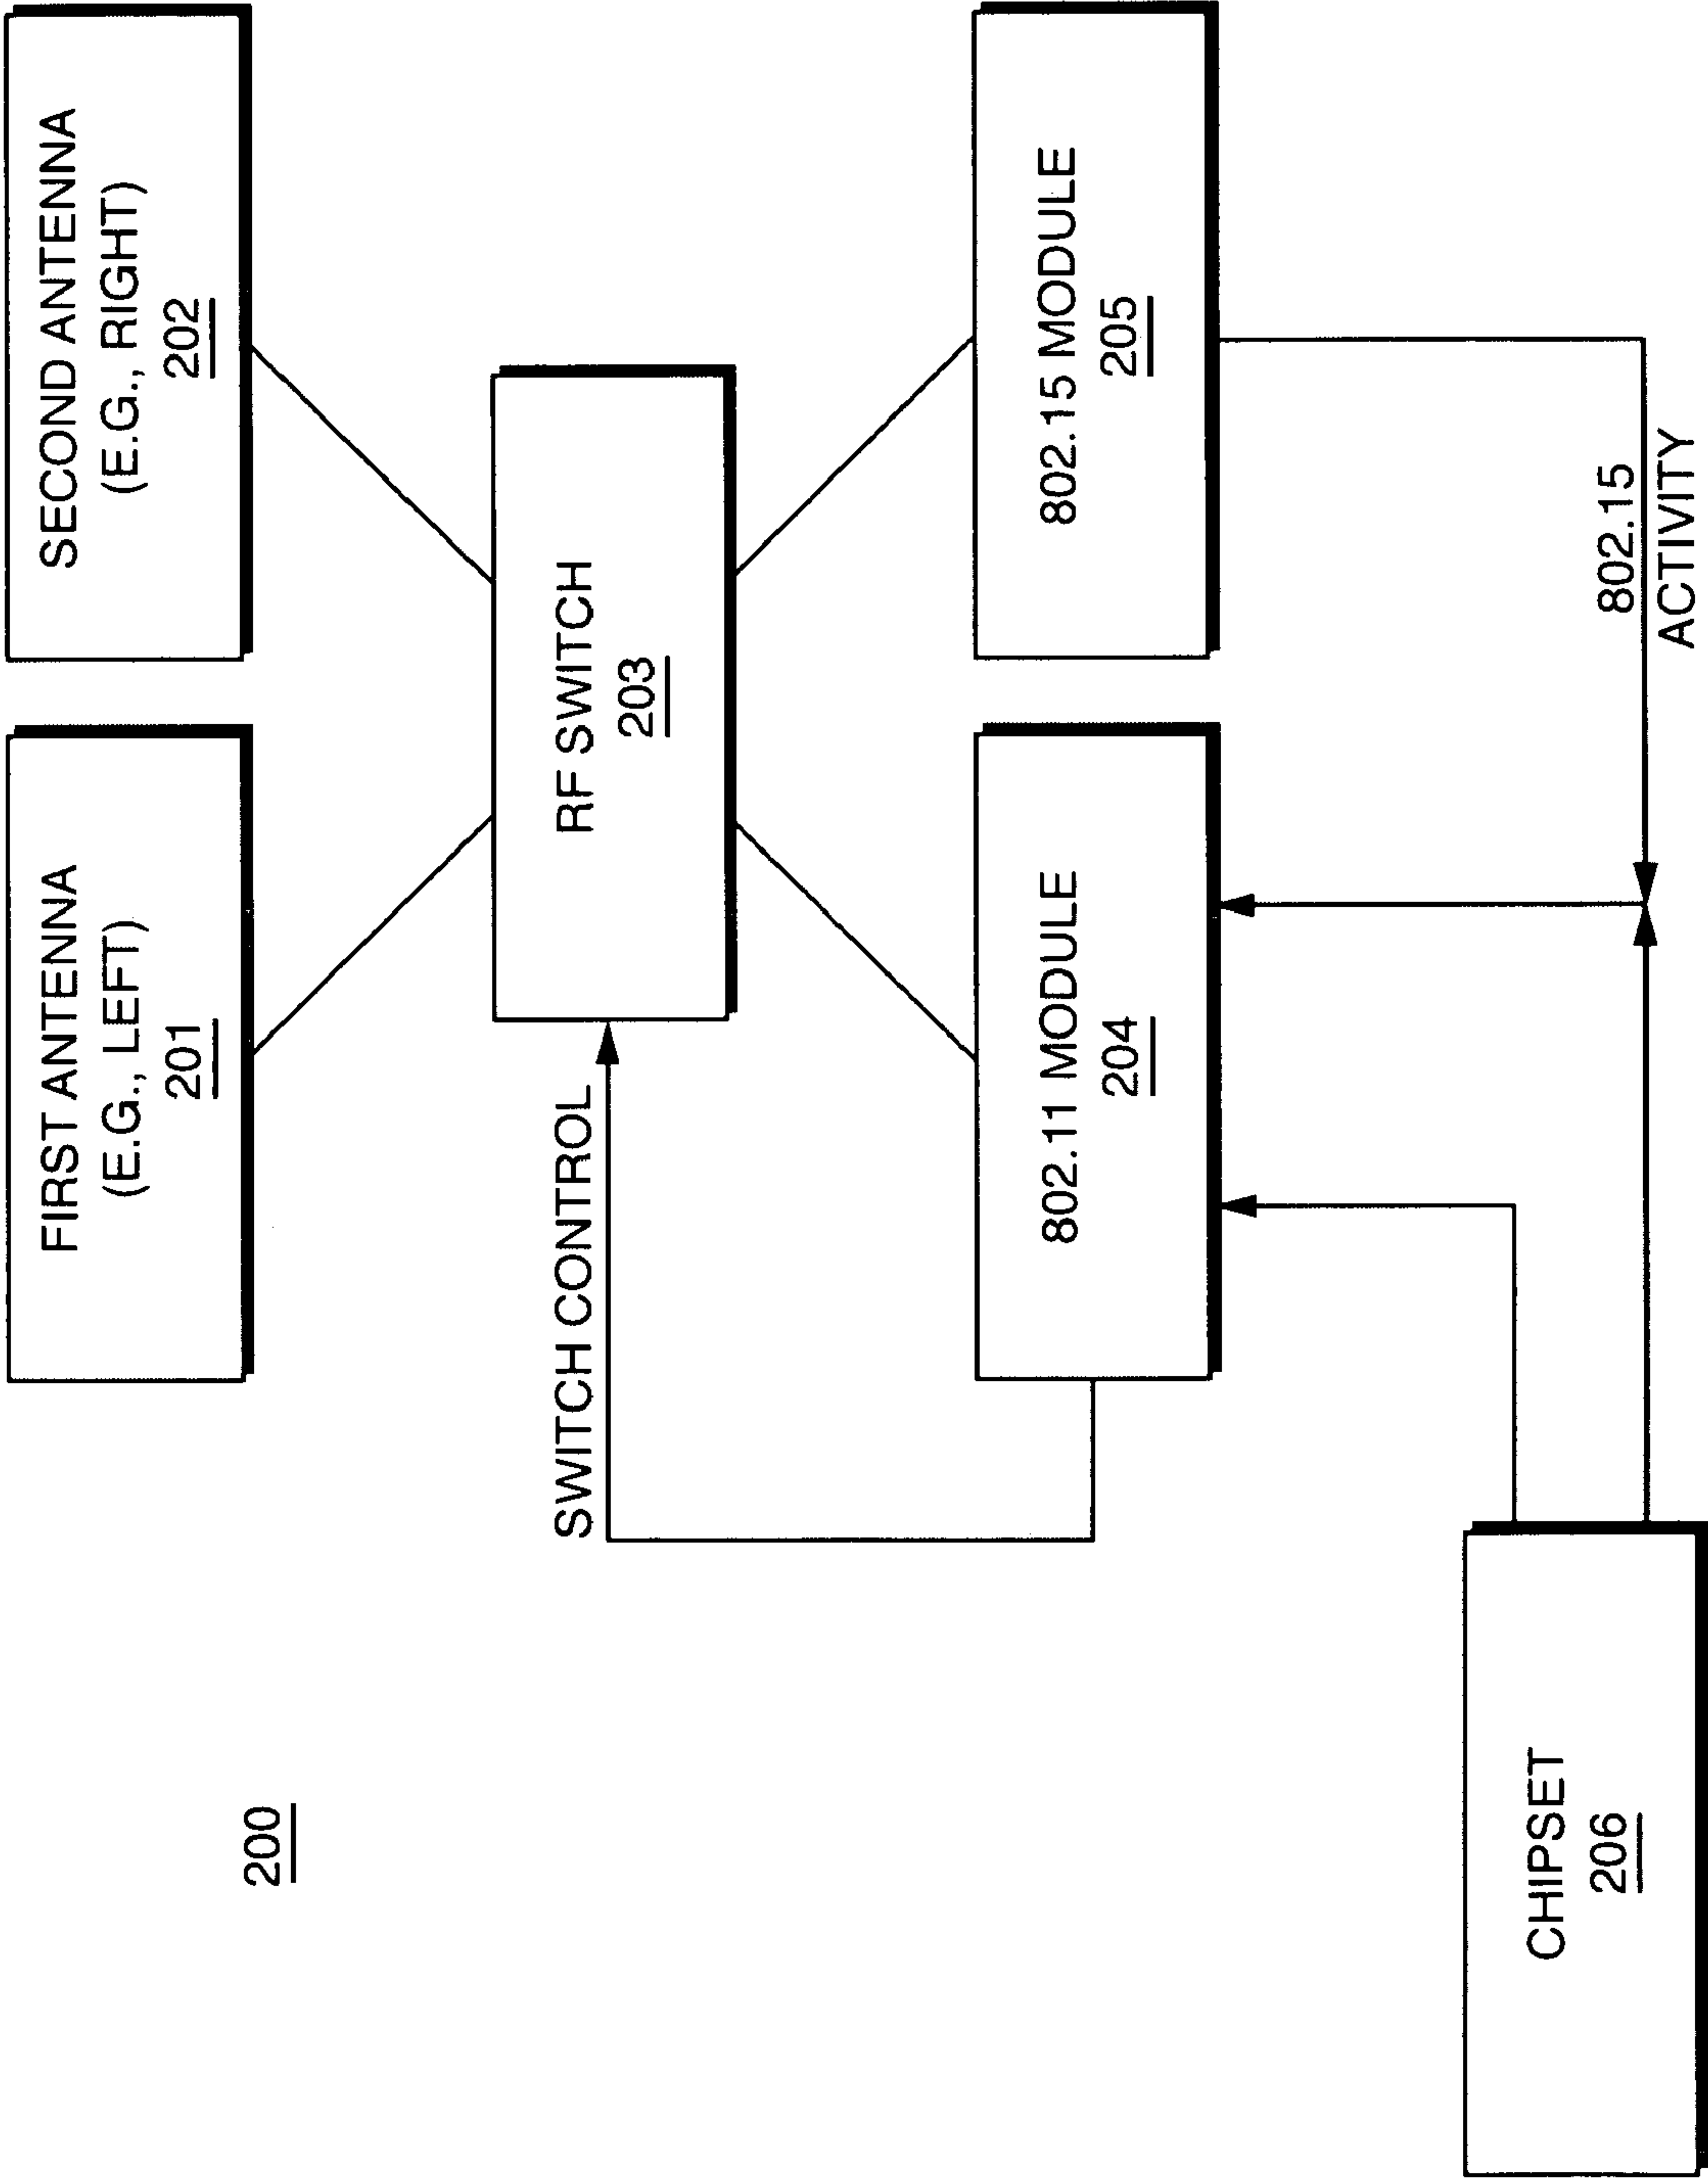 200
FIRST ANTENNA
(E.G., LEFT)
201
SECOND ANTENNA
(E.G., RIGHT)
202
SWITCH CONTROL
RF SWITCH
203
802.11 MODULE
204
802.15 MODULE
205
CHIPSET
206
802.15
ACTIVITY